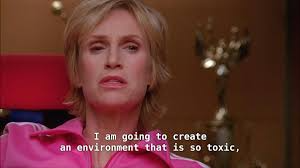 I am going to create
an environment that is so toxic,